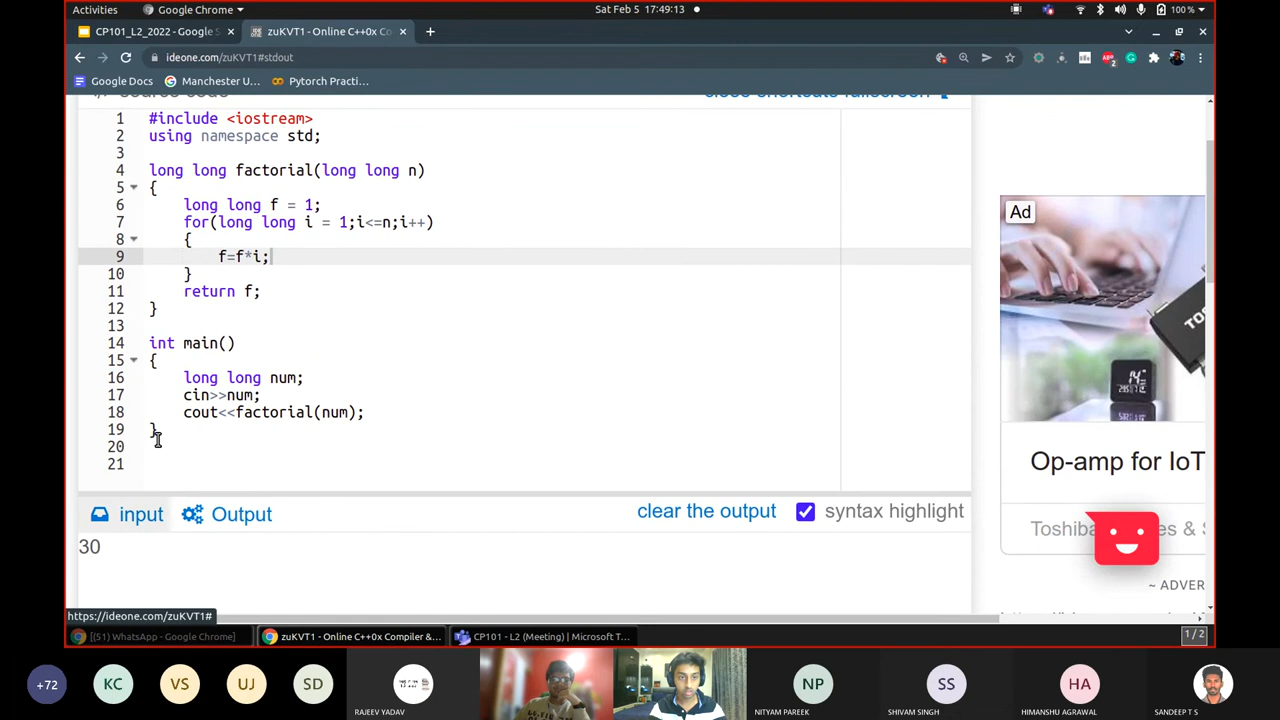 Activities
Google Chrome
Sat Feb 5 17:49:13
100%
CP101_L2_2022 - Google S
zuKVT1 - Online C++0x Co
ideone.com/zuKVT1#stdout
Google Docs
Manchester U...
Pytorch Practi...
1 #include <iostream>
2 using namespace std;
3
4 long long factorial(long long n)
5 {
6 long long f = 1;
7 for(long long i = 1;i<=n;i++)
8 {
9 f=f*i;
10 }
11 return f;
12 }
13
14 int main()
15 {
16 long long num;
17 cin>>num;
18 cout<<factorial(num);
19 }
20
21
Ad
Op-amp for IoT
Toshiba
es & S
~ ADVER
input
Output
clear the output
syntax highlight
30
https://ideone.com/zuKVT1#
[(51) WhatsApp - Google Chrome]
zuKVT1 - Online C++0x Compiler &...
CP101 - L2 (Meeting) | Microsoft T...
1 / 2
+72
KC
VS
UJ
SD
NP
SS
HA
RAJEEV YADAV
NITYAM PAREEK
SHIVAM SINGH
HIMANSHU AGRAWAL
SANDEEP T S